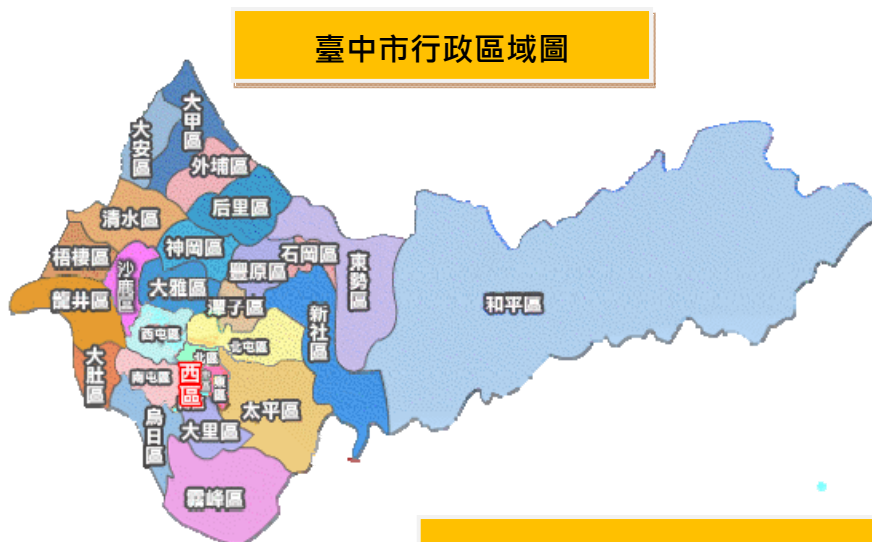 臺中市行政區域圖
大甲區
大安區
外埔區
后里區
清水區
神岡區
石岡區
東勢區
梧棲區
沙鹿區
豐原區
大雅區
和平區
龍井區
潭子區
新社區
西屯區
北屯區
北區
大肚區
南屯區
西區
東區
太平區
烏日區
大里區
霧峰區